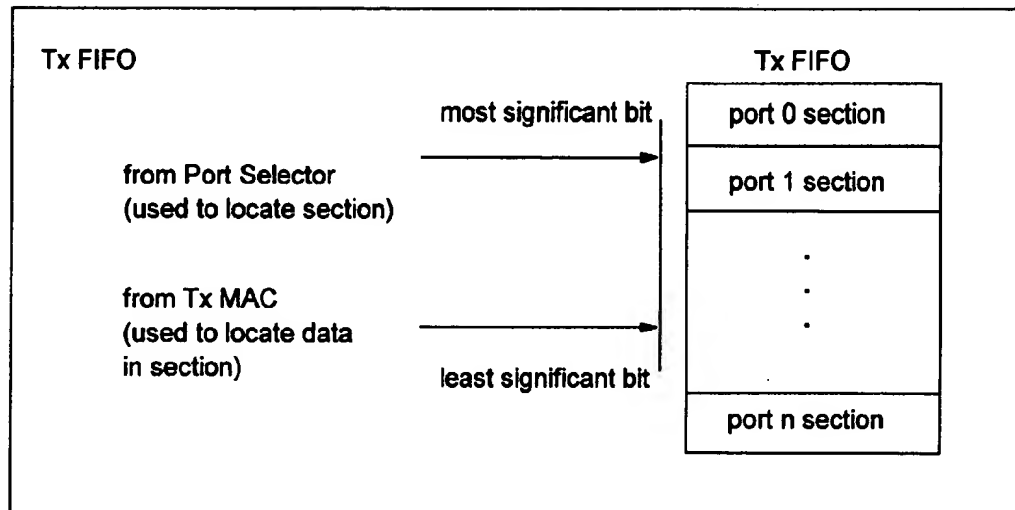 Tx FIFO
Tx FIFO
most significant bit
port 0 section
from Port Selector
(used to locate section)
port 1 section
from Tx MAC
(used to locate data
in section)
least significant bit
port n section